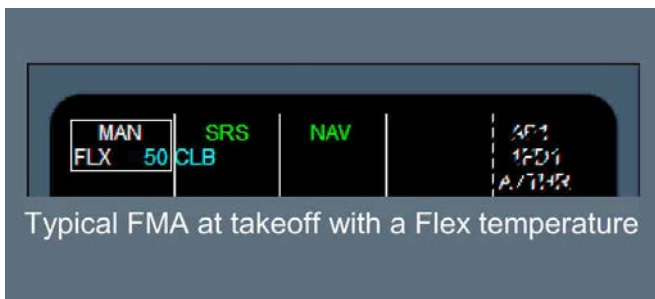 MAN SRS NAV AP1
FLX 50 CLB 1FD1
A/THR
Typical FMA at takeoff with a Flex temperature